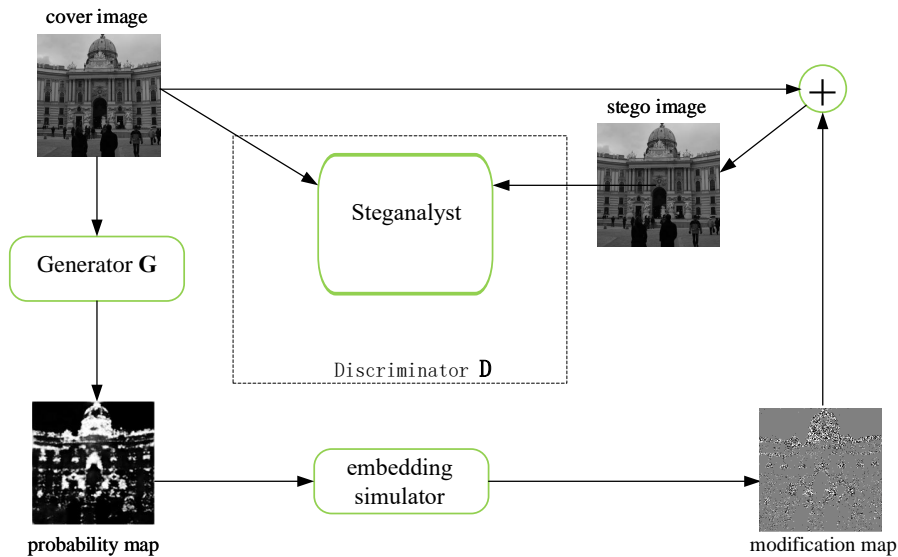 cover image
+
stego image
Steganalyst
Generator G
Discriminator D
embedding
simulator
probability map
modification map